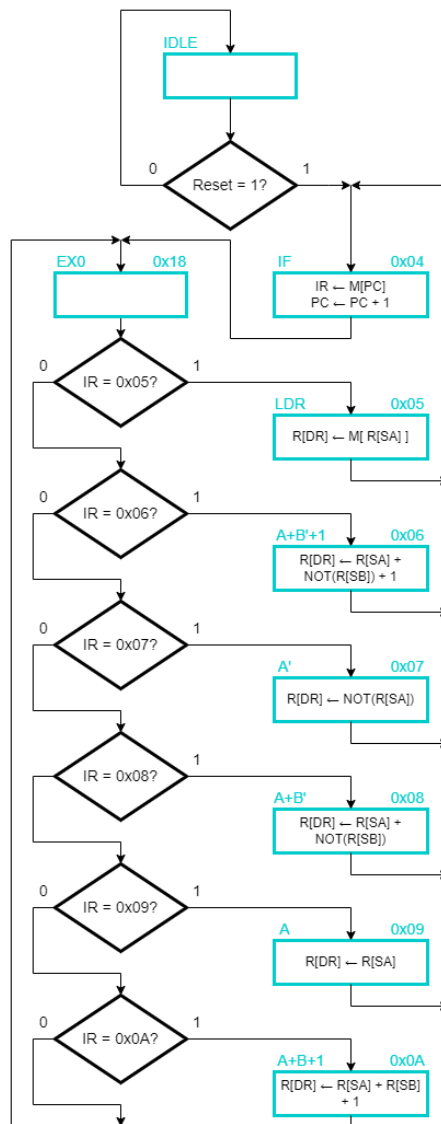 IDLE
0
Reset = 1?
1
EX0
0x18
IF
0x04
IR ← M[PC]
PC ← PC + 1
0
IR = 0x05?
1
LDR
0x05
R[DR] ← M[ R[SA] ]
0
IR = 0x06?
1
A+B'+1
0x06
R[DR] ← R[SA] +
NOT(R[SB]) + 1
0
IR = 0x07?
1
A'
0x07
R[DR] ← NOT(R[SA])
0
IR = 0x08?
1
A+B'
0x08
R[DR] ← R[SA] +
NOT(R[SB])
0
IR = 0x09?
1
A
0x09
R[DR] ← R[SA]
0
IR = 0x0A?
1
A+B+1
0x0A
R[DR] ← R[SA] + R[SB]
+ 1